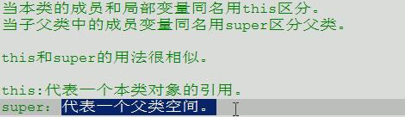 当本类的成员和局部变量同名用this区分。
当子父类中的成员变量同名用super区分父类。
this和super的用法很相似。
this:代表一个本类对象的引用。
super：代表一个父类空间。